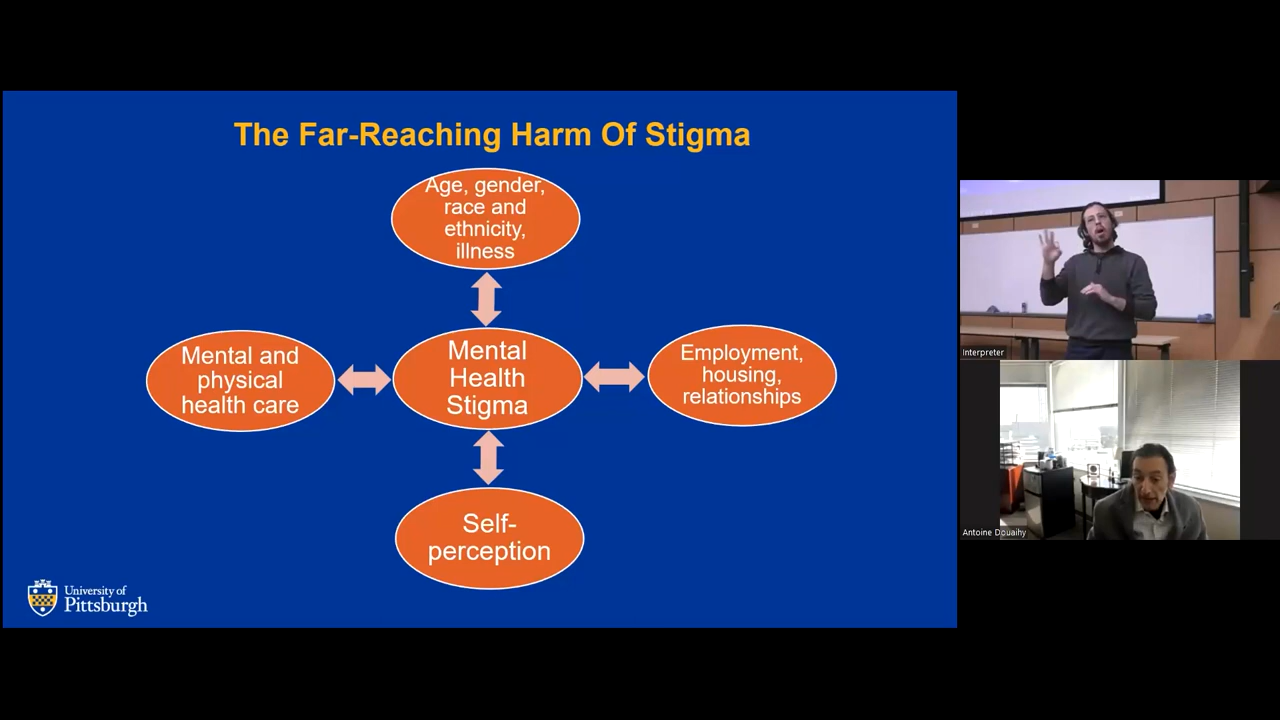 The Far-Reaching Harm Of Stigma
Age, gender,
race and
ethnicity,
illness
Mental and
physical
health care
Mental
Health
Stigma
Employment,
housing,
relationships
Self-
perception
University of
Pittsburgh
Interpreter
Antoine Douaihy